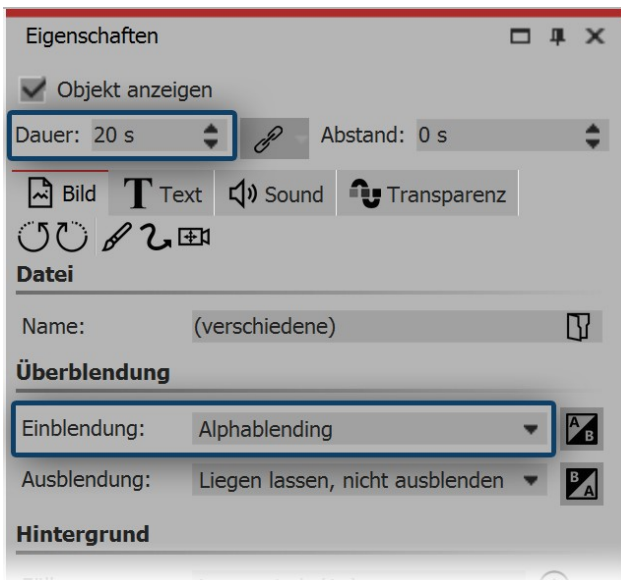 Eigenschaften
Objekt anzeigen
Dauer: 20 s Abstand: 0 s
Bild Text Sound Transparenz
Datei
Name: (verschiedene)
Überblendung
Einblendung: Alphablending A B
Ausblendung: Liegen lassen, nicht ausblenden B A
Hintergrund